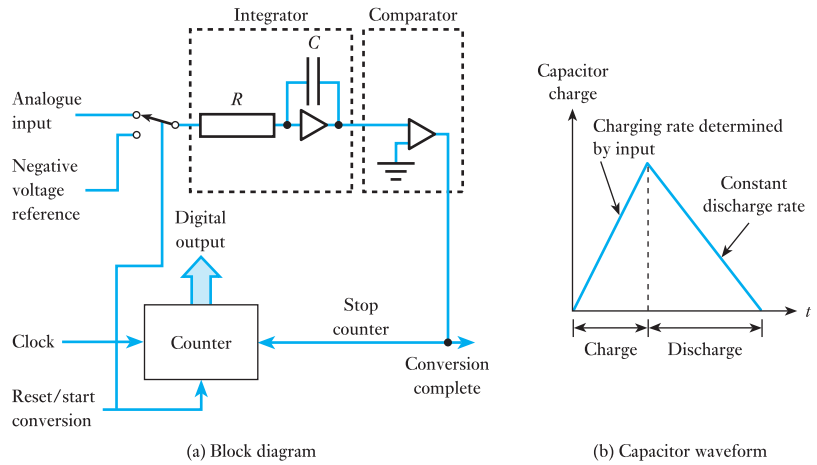 Integrator
Comparator
C
R
Analogue
input
Negative
voltage
reference
Digital
output
Clock
Counter
Stop
counter
Conversion
complete
Reset/start
conversion
(a) Block diagram
Capacitor
charge
Charging rate determined
by input
Constant
discharge rate
t
Charge
Discharge
(b) Capacitor waveform